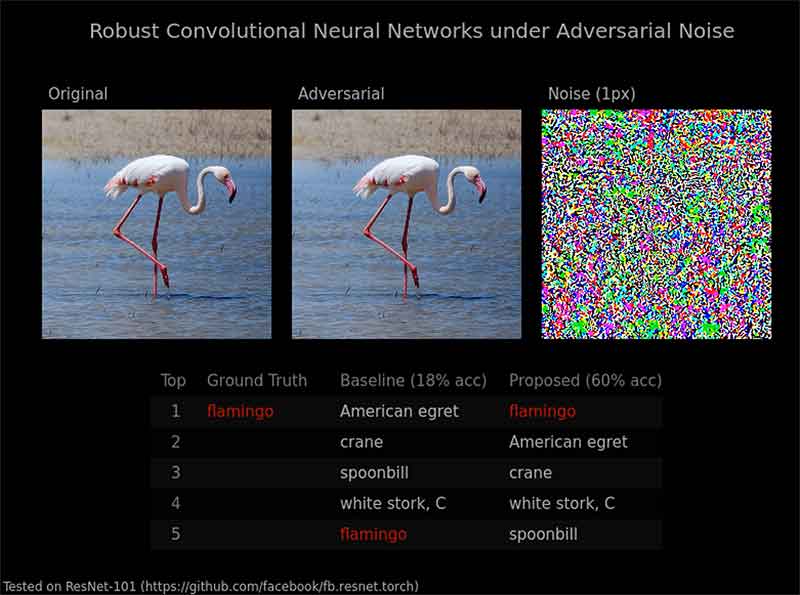 Robust Convolutional Neural Networks under Adversarial Noise
Original Adversarial Noise (1px)
Top Ground Truth Baseline (18% acc) Proposed (60% acc)
1 flamingo American egret flamingo
2 crane American egret
3 spoonbill crane
4 white stork, C white stork, C
5 flamingo spoonbill
Tested on ResNet-101 (https://github.com/facebook/fb.resnet.torch)